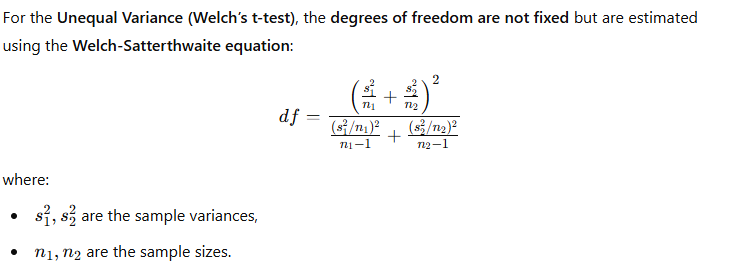 For the Unequal Variance (Welch's t-test), the degrees of freedom are not fixed but are estimated
using the Welch-Satterthwaite equation:
df = \frac{\left(\frac{s_1^2}{n_1} + \frac{s_2^2}{n_2}\right)^2}{\frac{(s_1^2/n_1)^2}{n_1-1} + \frac{(s_2^2/n_2)^2}{n_2-1}}
where:
• s_1^2, s_2^2 are the sample variances,
• n_1, n_2 are the sample sizes.